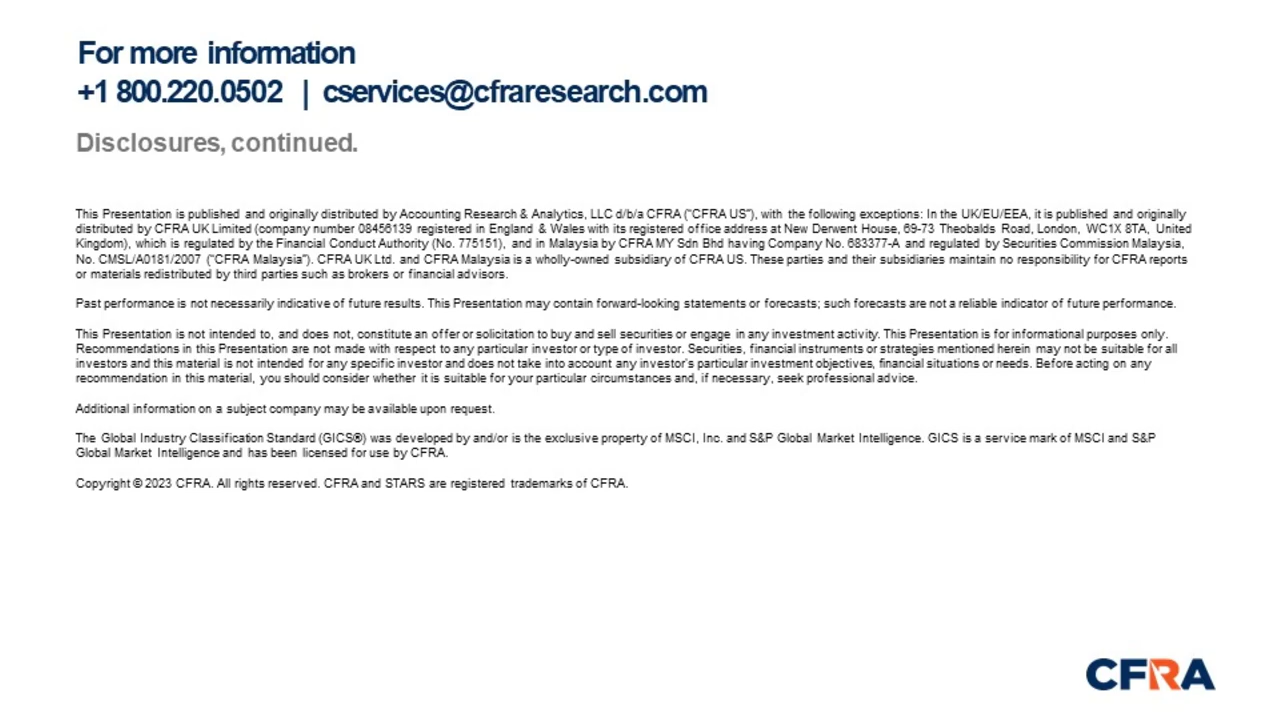 For more information
+1 800.220.0502 | cservices@cfraresearch.com
Disclosures, continued.
This Presentation is published and originally distributed by Accounting Research & Analytics, LLC d/b/a CFRA (“CFRA US”), with the following exceptions: In the UK/EU/EEA, it is published and originally
distributed by CFRA UK Limited (company number 08456139 registered in England & Wales with its registered office address at New Derwent House, 69-73 Theobalds Road, London, WC1X 8TA, United
Kingdom), which is regulated by the Financial Conduct Authority (No. 775151), and in Malaysia by CFRA MY Sdn Bhd having Company No. 683377-A and regulated by Securities Commission Malaysia,
No. CMSL/A0181/2007 (“CFRA Malaysia”). CFRA UK Ltd. and CFRA Malaysia is a wholly-owned subsidiary of CFRA US. These parties and their subsidiaries maintain no responsibility for CFRA reports
or materials redistributed by third parties such as brokers or financial advisors.
Past performance is not necessarily indicative of future results. This Presentation may contain forward-looking statements or forecasts; such forecasts are not a reliable indicator of future performance.
This Presentation is not intended to, and does not, constitute an offer or solicitation to buy and sell securities or engage in any investment activity. This Presentation is for informational purposes only.
Recommendations in this Presentation are not made with respect to any particular investor or type of investor. Securities, financial instruments or strategies mentioned herein may not be suitable for all
investors and this material is not intended for any specific investor and does not take into account any investor’s particular investment objectives, financial situations or needs. Before acting on any
recommendation in this material, you should consider whether it is suitable for your particular circumstances and, if necessary, seek professional advice.
Additional information on a subject company may be available upon request.
The Global Industry Classification Standard (GICS®) was developed by and/or is the exclusive property of MSCI, Inc. and S&P Global Market Intelligence. GICS is a service mark of MSCI and S&P
Global Market Intelligence and has been licensed for use by CFRA.
Copyright © 2023 CFRA. All rights reserved. CFRA and STARS are registered trademarks of CFRA.
CFRA